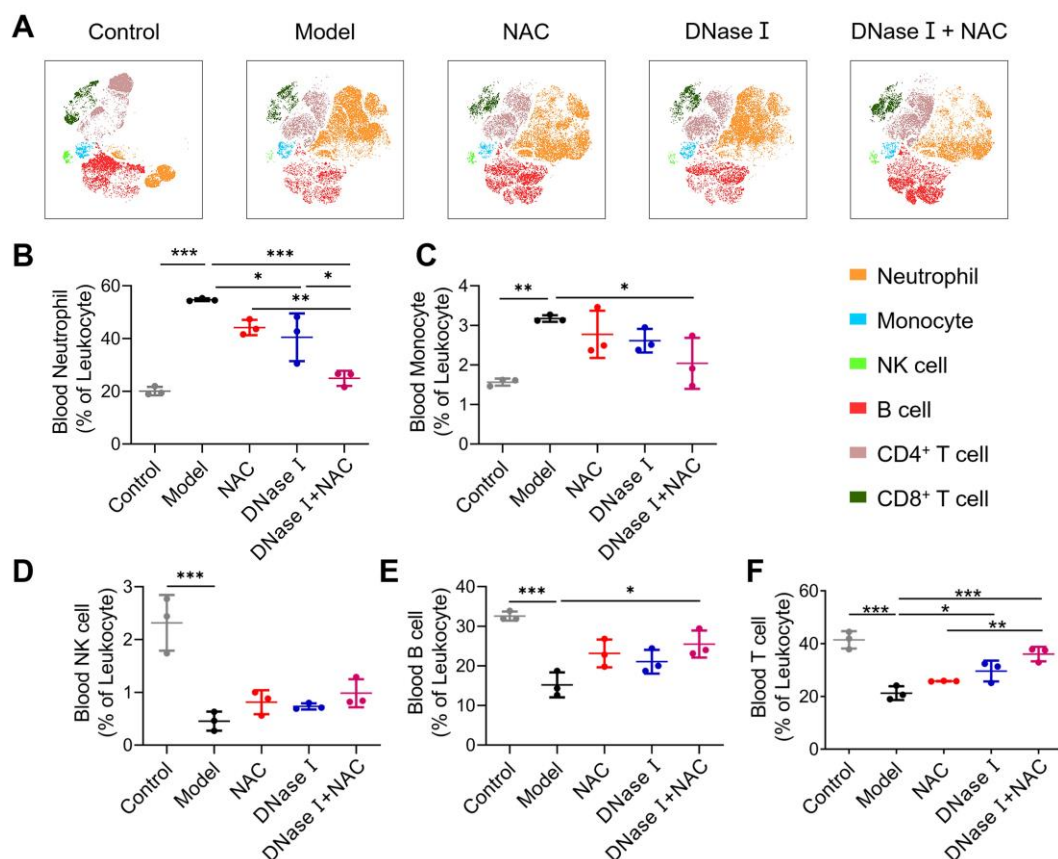 A
Control Model NAC DNase I DNase I + NAC
B
Blood Neutrophil
(% of Leukocyte)
60
40
20
0
***
***
*
*
**
Control
Model
NAC
DNase I
DNase I+NAC
C
Blood Monocyte
(% of Leukocyte)
4
3
2
1
0
**
*
Control
Model
NAC
DNase I
DNase I+NAC
Neutrophil
Monocyte
NK cell
B cell
CD4⁺ T cell
CD8⁺ T cell
D
Blood NK cell
(% of Leukocyte)
3
2
1
0
***
Control
Model
NAC
DNase I
DNase I+NAC
E
Blood B cell
(% of Leukocyte)
40
30
20
10
0
***
*
Control
Model
NAC
DNase I
DNase I+NAC
F
Blood T cell
(% of Leukocyte)
60
40
20
0
***
***
*
**
Control
Model
NAC
DNase I
DNase I+NAC